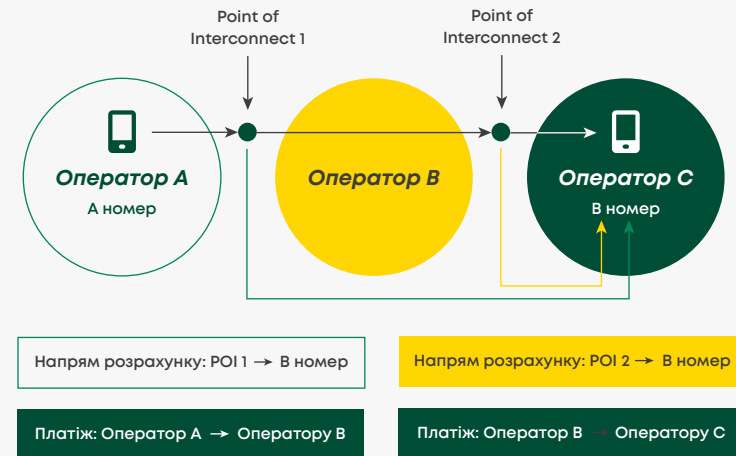 Point of
Interconnect 1
Point of
Interconnect 2
Оператор А
А номер
Оператор В
Оператор С
В номер
Напрям розрахунку: POI 1 → В номер
Напрям розрахунку: POI 2 → В номер
Платіж: Оператор А → Оператору В
Платіж: Оператор В → Оператору С